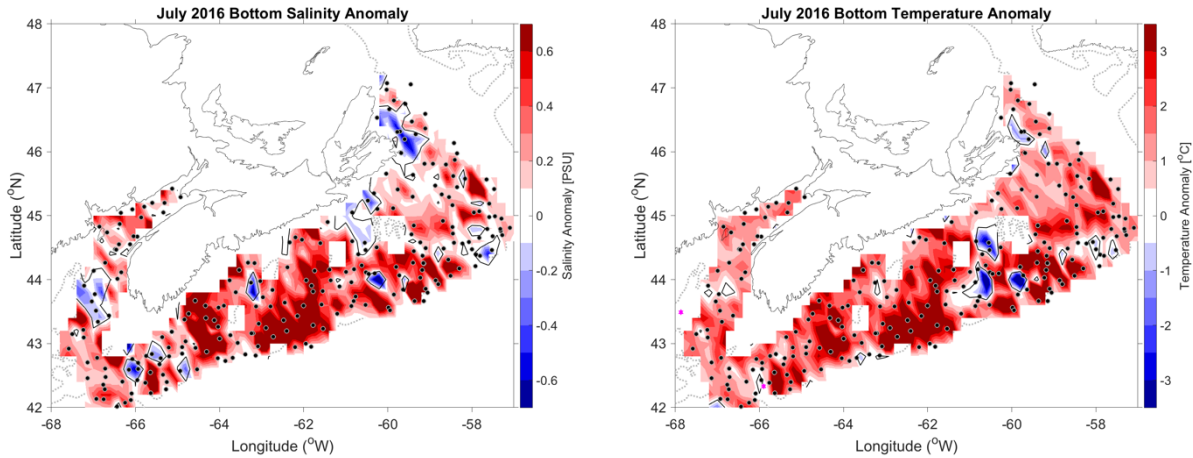 July 2016 Bottom Salinity Anomaly
48
47
46
45
44
43
42
Latitude (°N)
-68 -66 -64 -62 -60 -58
Longitude (°W)
0.6
0.4
0.2
0
-0.2
-0.4
-0.6
Salinity Anomaly [PSU]
July 2016 Bottom Temperature Anomaly
48
47
46
45
44
43
42
Latitude (°N)
-68 -66 -64 -62 -60 -58
Longitude (°W)
3
2
1
0
-1
-2
-3
Temperature Anomaly [°C]